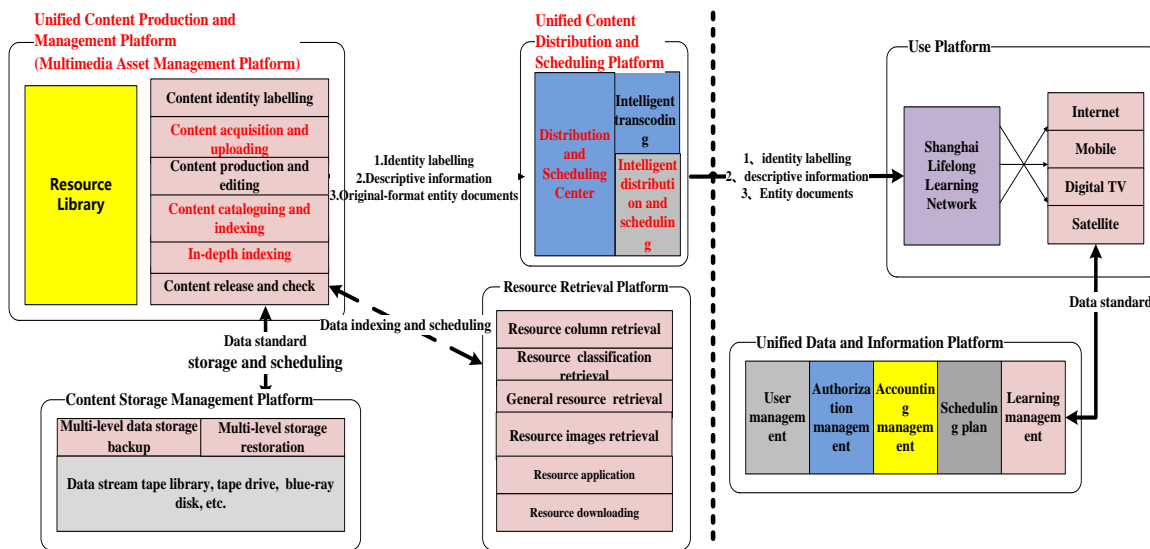 Unified Content Production and
Management Platform
(Multimedia Asset Management Platform)
Resource
Library
Content identity labelling
Content acquisition and
uploading
Content production and
editing
Content cataloguing and
indexing
In-depth indexing
Content release and check
1.Identity labelling
2.Descriptive information
3.Original-format entity documents
Unified Content
Distribution and
Scheduling Platform
Distribution
and
Scheduling
Center
Intelligent
transcodin
g
Intelligent
distributi
on and
schedulin
g
1、identity labelling
2、descriptive information
3、Entity documents
Use Platform
Shanghai
Lifelong
Learning
Network
Internet
Mobile
Digital TV
Satellite
Data standard
Data indexing and scheduling
Data standard
storage and scheduling
Content Storage Management Platform
Multi-level data storage
backup
Multi-level storage
restoration
Data stream tape library, tape drive, blue-ray
disk, etc.
Resource Retrieval Platform
Resource column retrieval
Resource classification
retrieval
General resource retrieval
Resource images retrieval
Resource application
Resource downloading
Unified Data and Information Platform
User
managem
ent
Authoriza
tion
managem
ent
Accountin
g
managem
ent
Schedulin
g plan
Learning
managem
ent